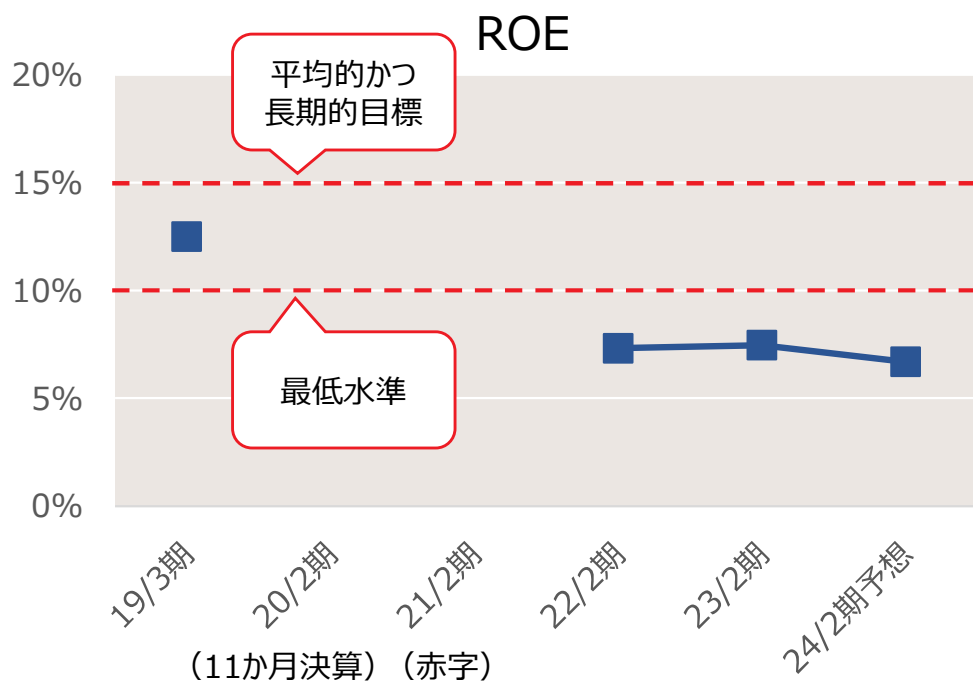 ROE
20%
15%
10%
5%
0%
平均的かつ
長期的目標
最低水準
19/3期
20/2期
21/2期
22/2期
23/2期
24/2期予想
（11か月決算）（赤字）